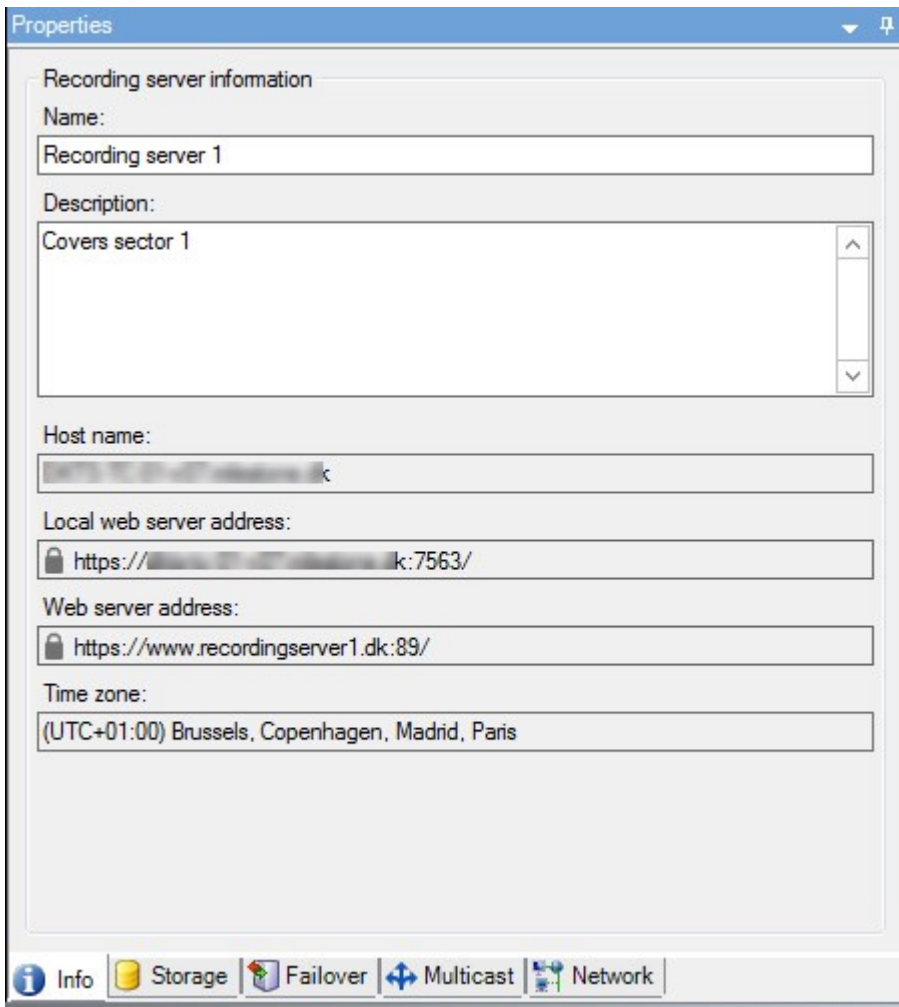 Properties
Recording server information
Name:
Recording server 1
Description:
Covers sector 1
Host name:
Local web server address:
https:// k:7563/
Web server address:
https://www.recordingserver1.dk:89/
Time zone:
(UTC+01:00) Brussels, Copenhagen, Madrid, Paris
Info Storage Failover Multicast Network